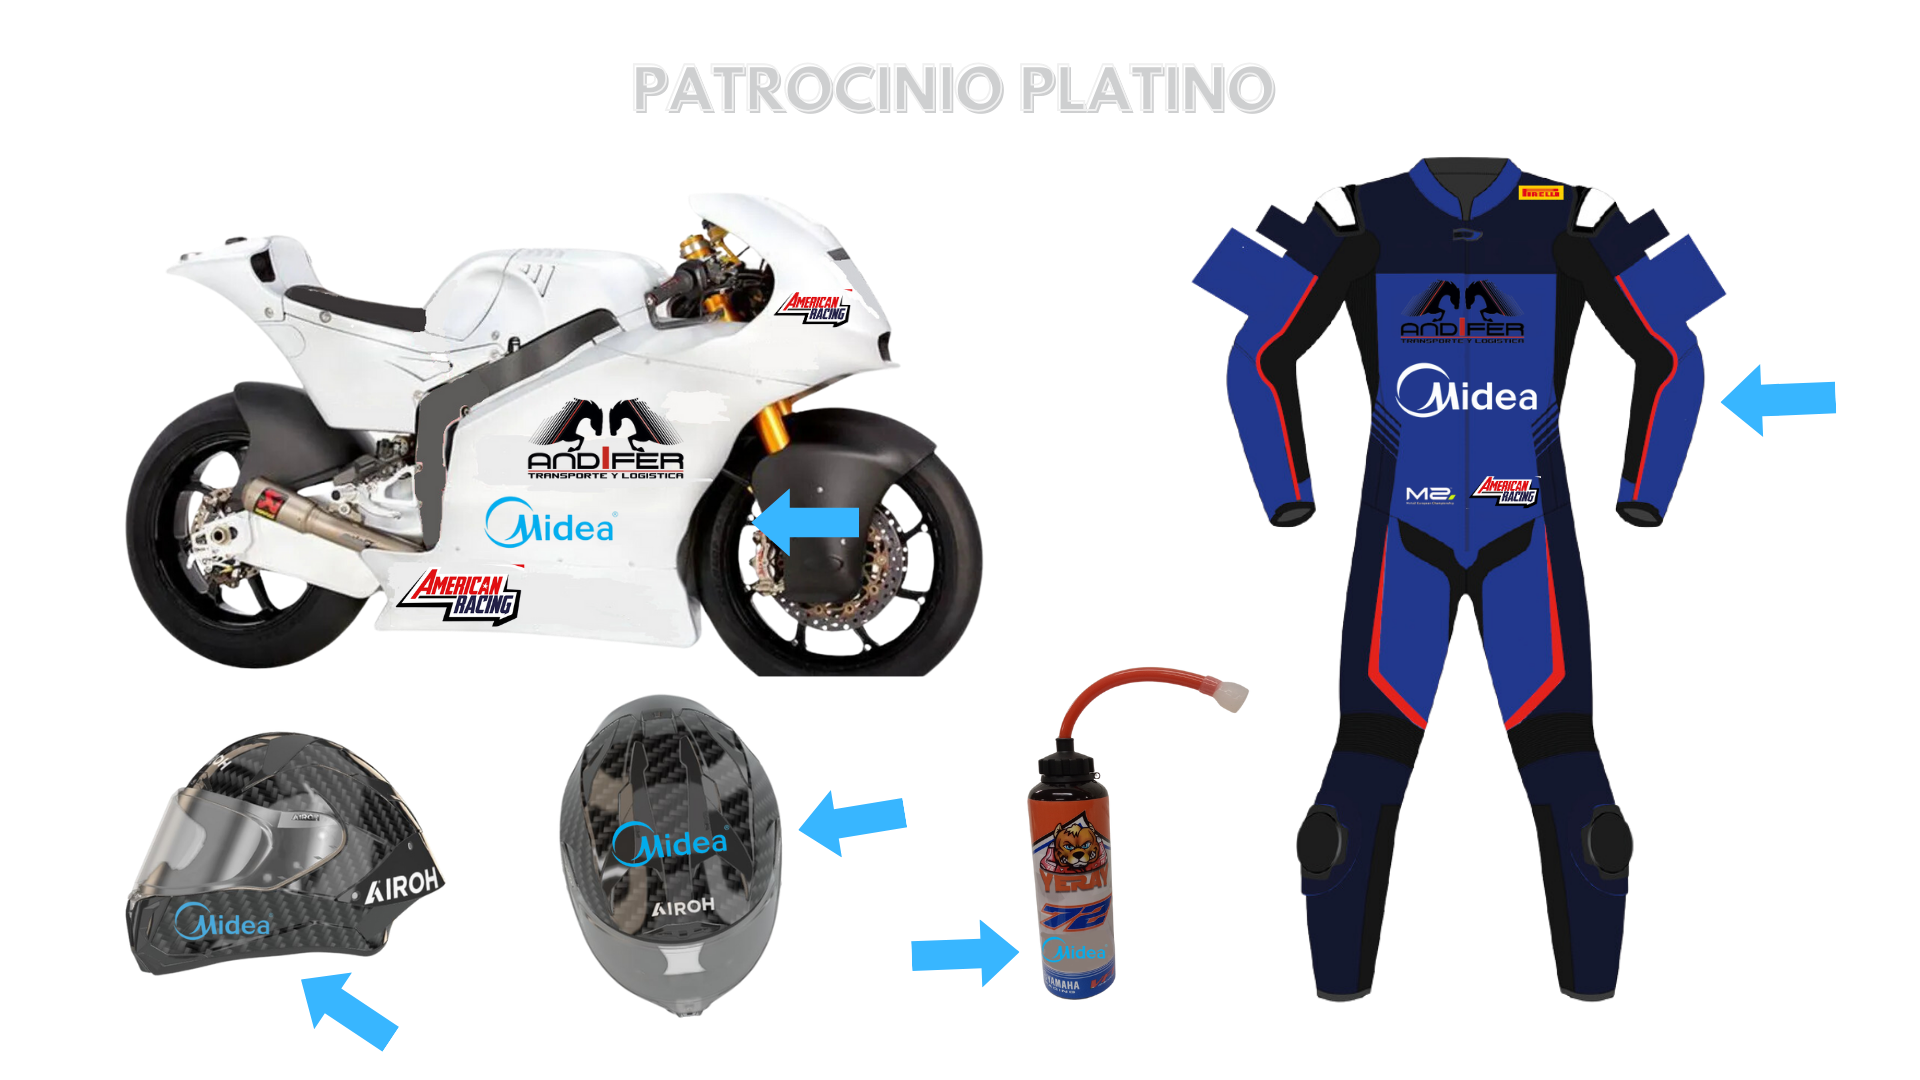 PATROCINIO PLATINO
AMERICAN
RACING
ANDIFER
TRANSPORTE Y LOGISTICA
Midea
AMERICAN
RACING
PIRELLI
ANDIFER
TRANSPORTE Y LOGISTICA
Midea
M2
AMERICAN
RACING
AIROH
AIROH
Midea
Midea
AIROH
YERAY
72
Midea
YAMAHA